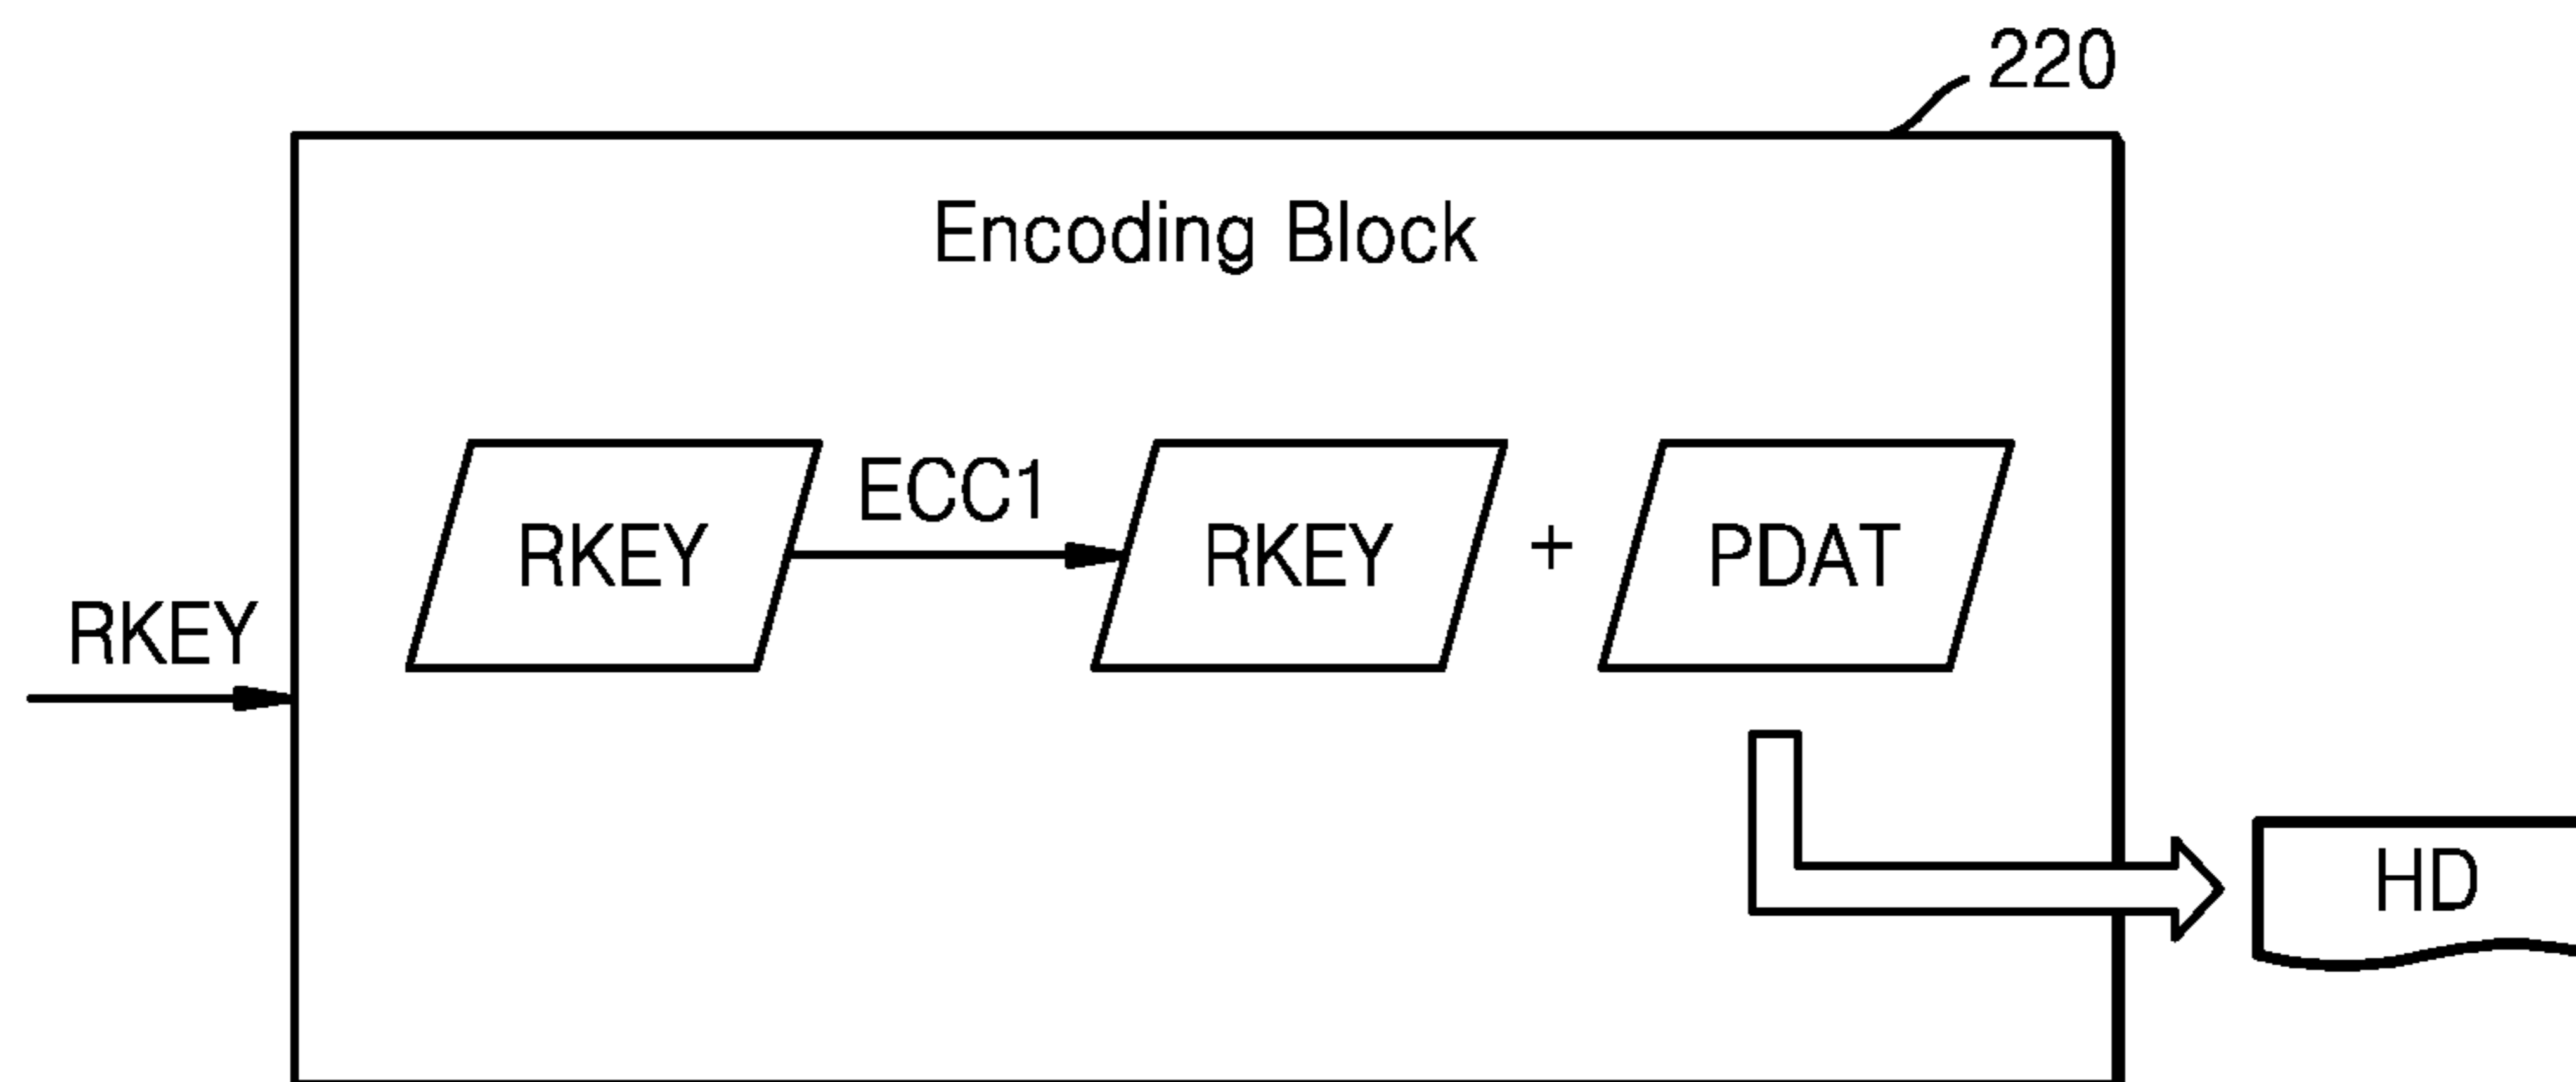 220
Encoding Block
ECC1
RKEY RKEY + PDAT
RKEY
HD